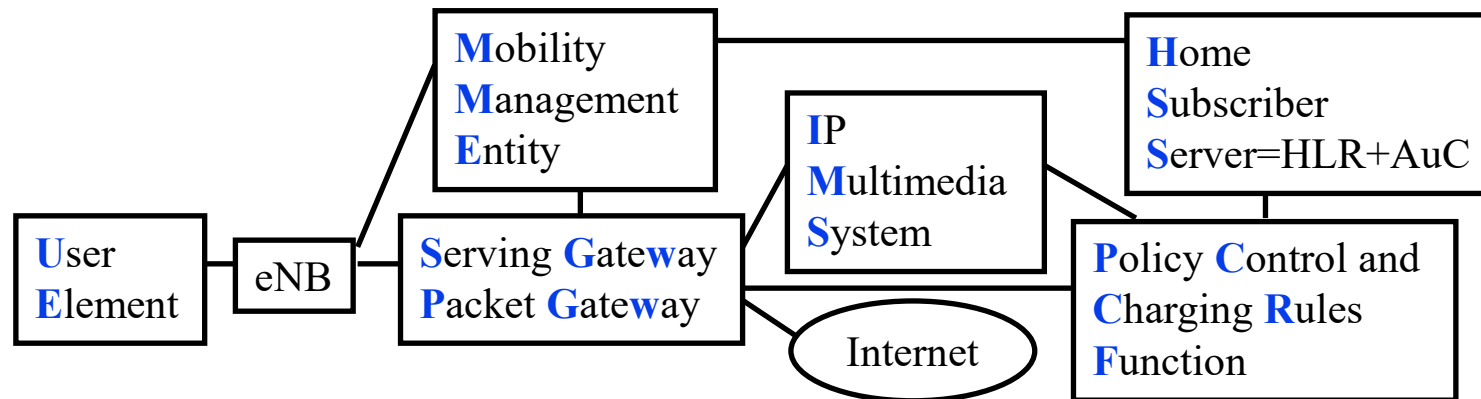 Mobility
Management
Entity
Home
Subscriber
Server=HLR+AuC
IP
Multimedia
System
User
Element
eNB
Serving Gateway
Packet Gateway
Policy Control and
Charging Rules
Function
Internet